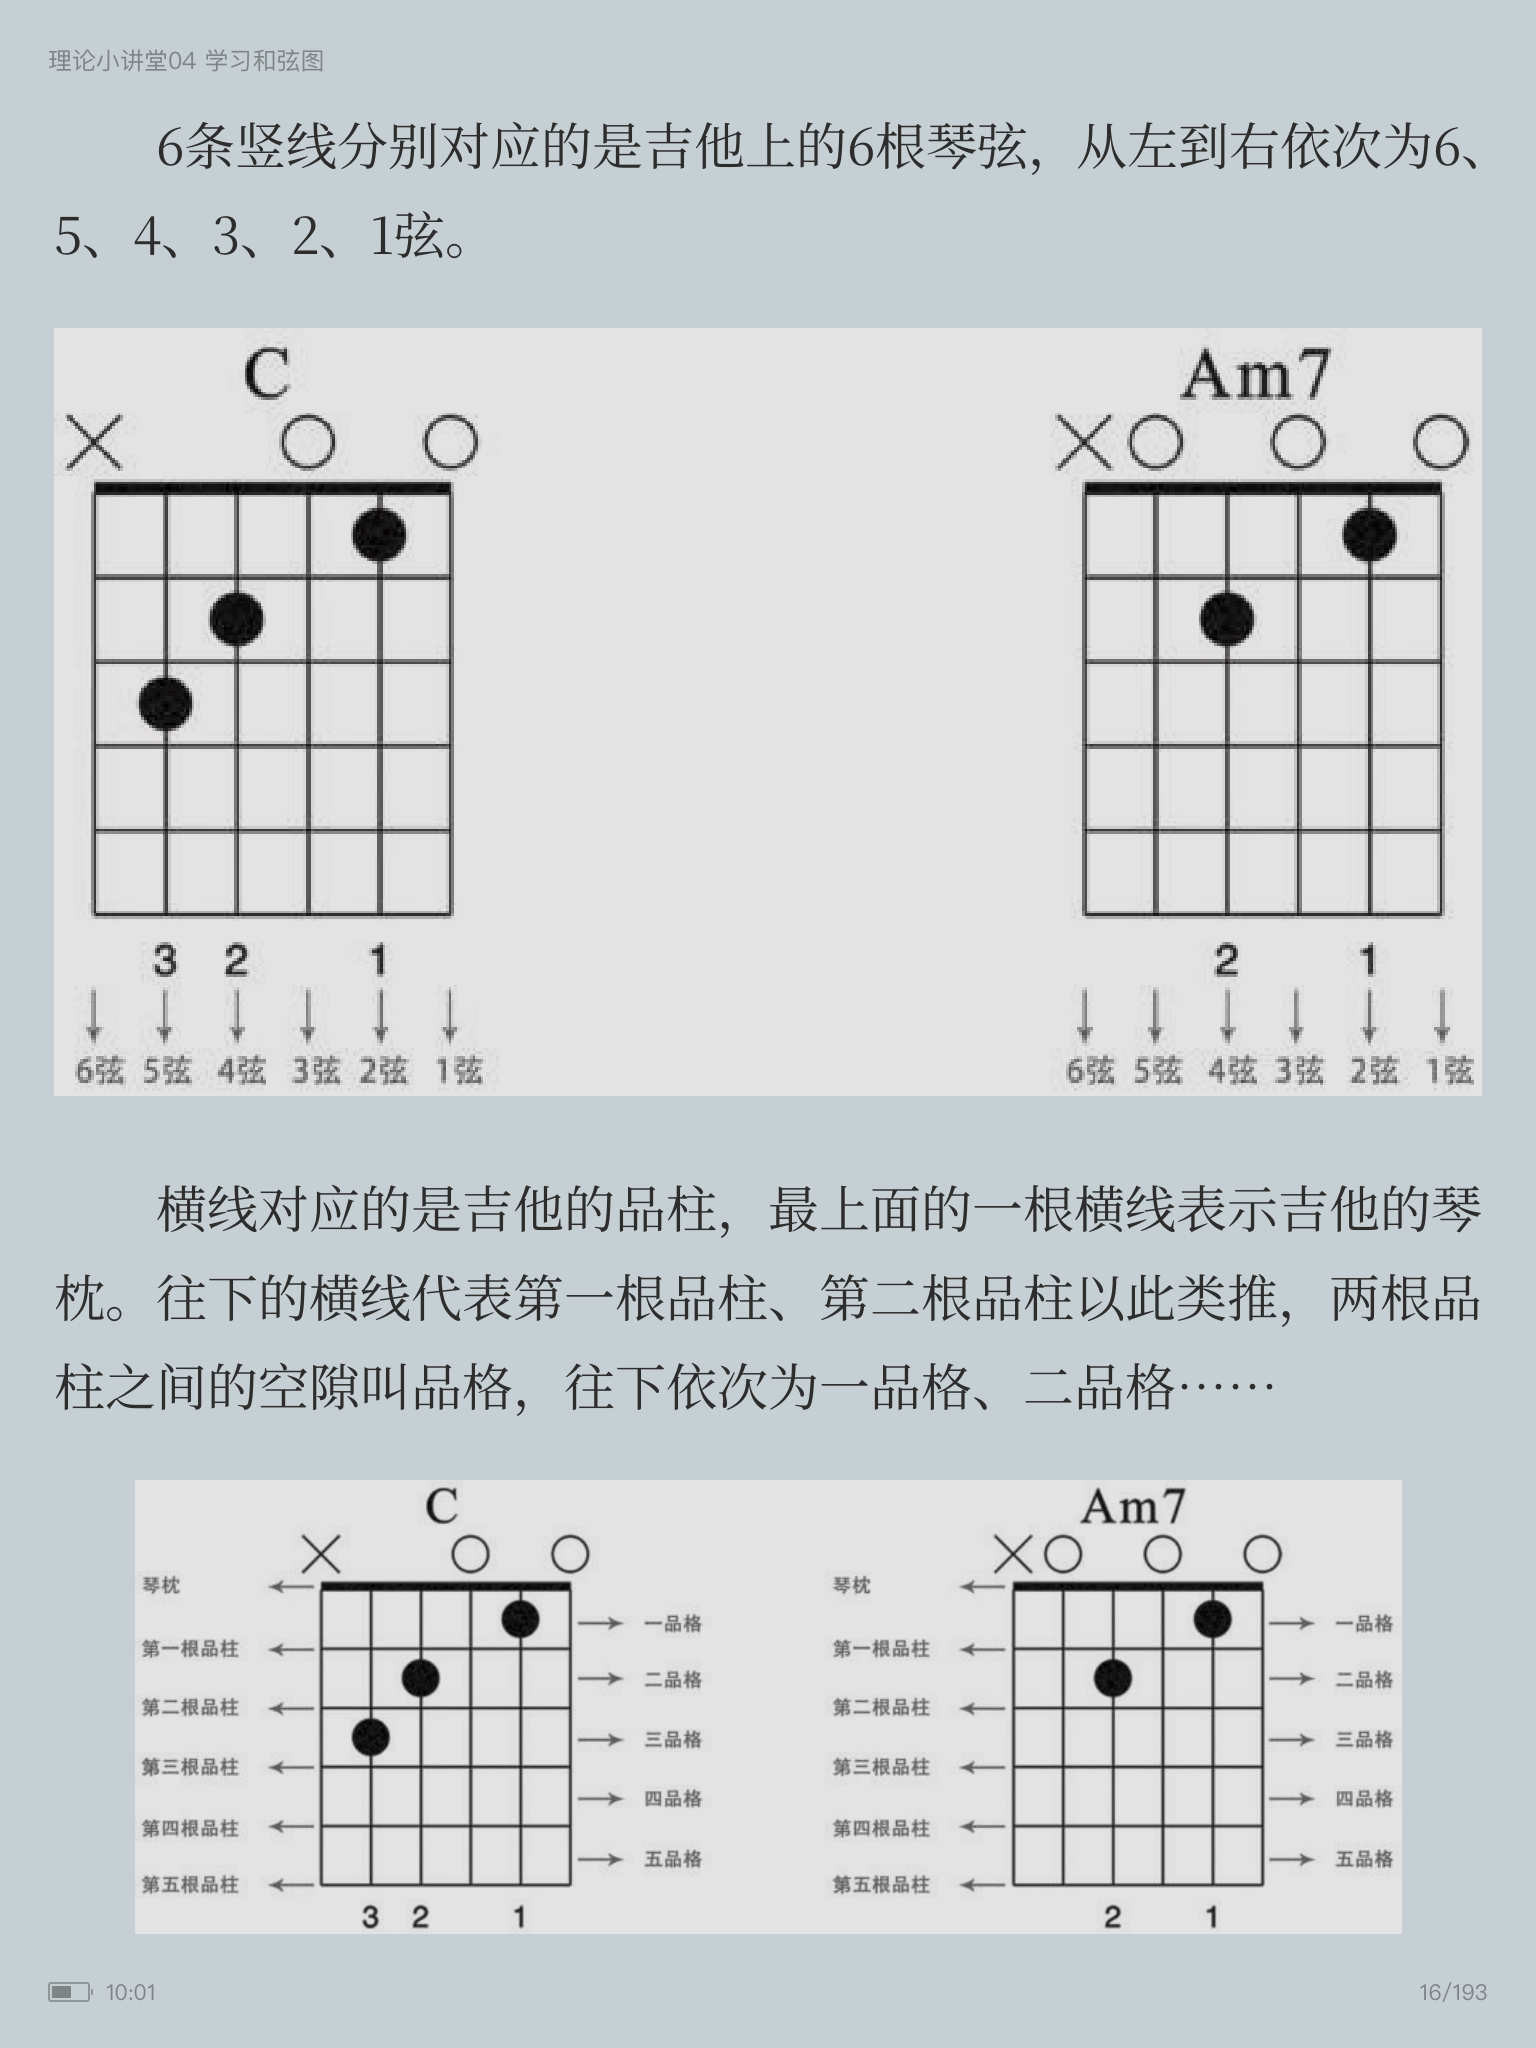 理论小讲堂04 学习和弦图
6条竖线分别对应的是吉他上的6根琴弦，从左到右依次为6、
5、4、3、2、1弦。
C
Am7
3 2 1
2 1
6弦 5弦 4弦 3弦 2弦 1弦
6弦 5弦 4弦 3弦 2弦 1弦
横线对应的是吉他的品柱，最上面的一根横线表示吉他的琴
枕。往下的横线代表第一根品柱、第二根品柱以此类推，两根品
柱之间的空隙叫品格，往下依次为一品格、二品格……
C
琴枕
第一根品柱
第二根品柱
第三根品柱
第四根品柱
第五根品柱
一品格
二品格
三品格
四品格
五品格
3 2 1
Am7
琴枕
第一根品柱
第二根品柱
第三根品柱
第四根品柱
第五根品柱
一品格
二品格
三品格
四品格
五品格
2 1
10:01
16/193